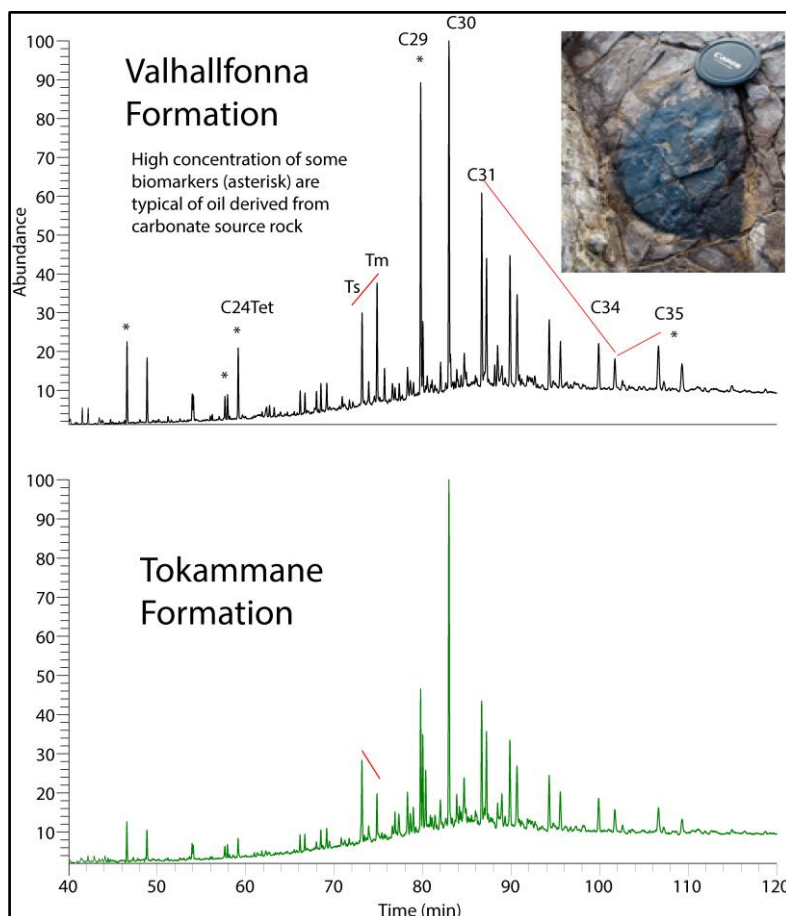 Valhallfonna
Formation
High concentration of some
biomarkers (asterisk) are
typical of oil derived from
carbonate source rock
Abundance
100
90
80
70
60
50
40
30
20
10
*
*
C24Tet
*
Ts
Tm
C29
*
C30
C31
C34
C35
*
Canon
Tokammane
Formation
100
90
80
70
60
50
40
30
20
10
40
50
60
70
80
90
100
110
120
Time (min)